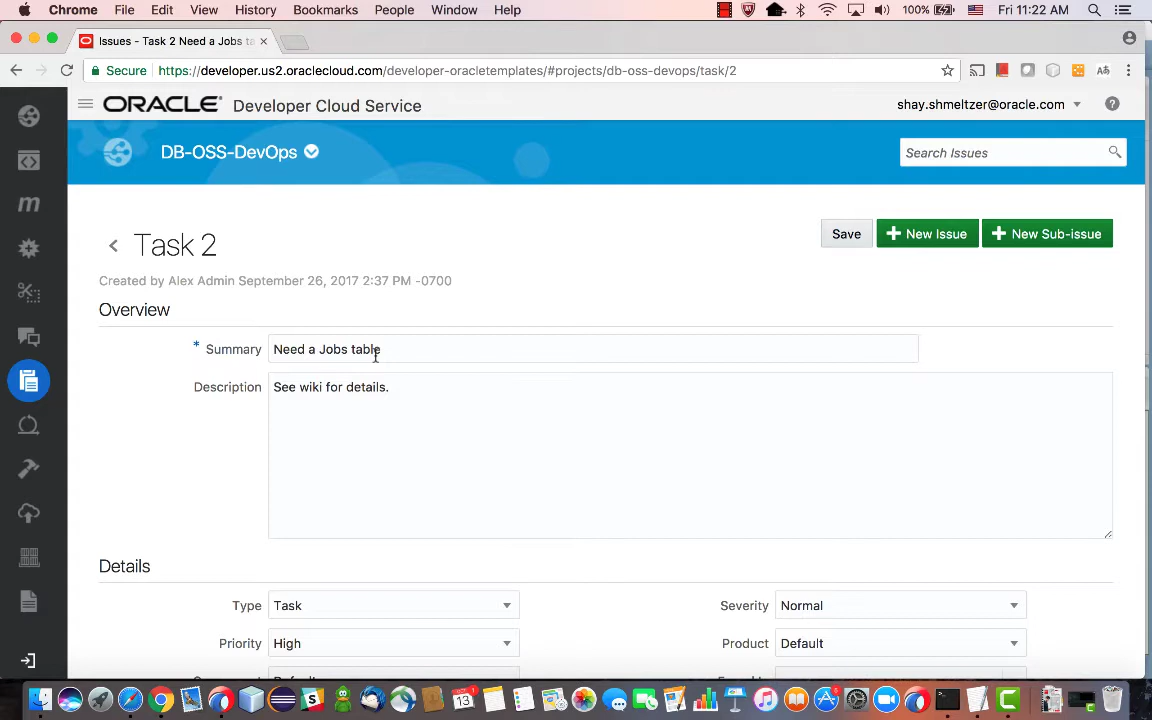 Chrome File Edit View History Bookmarks People Window Help 100% Fri 11:22 AM
Issues - Task 2 Need a Jobs ta
Secure https://developer.us2.oraclecloud.com/developer-oracletemplates/#projects/db-oss-devops/task/2
ORACLE® Developer Cloud Service shay.shmeltzer@oracle.com
DB-OSS-DevOps Search Issues
Task 2 Save New Issue New Sub-issue
Created by Alex Admin September 26, 2017 2:37 PM -0700
Overview
* Summary Need a Jobs table
Description See wiki for details.
Details
Type Task Severity Normal
Priority High Product Default